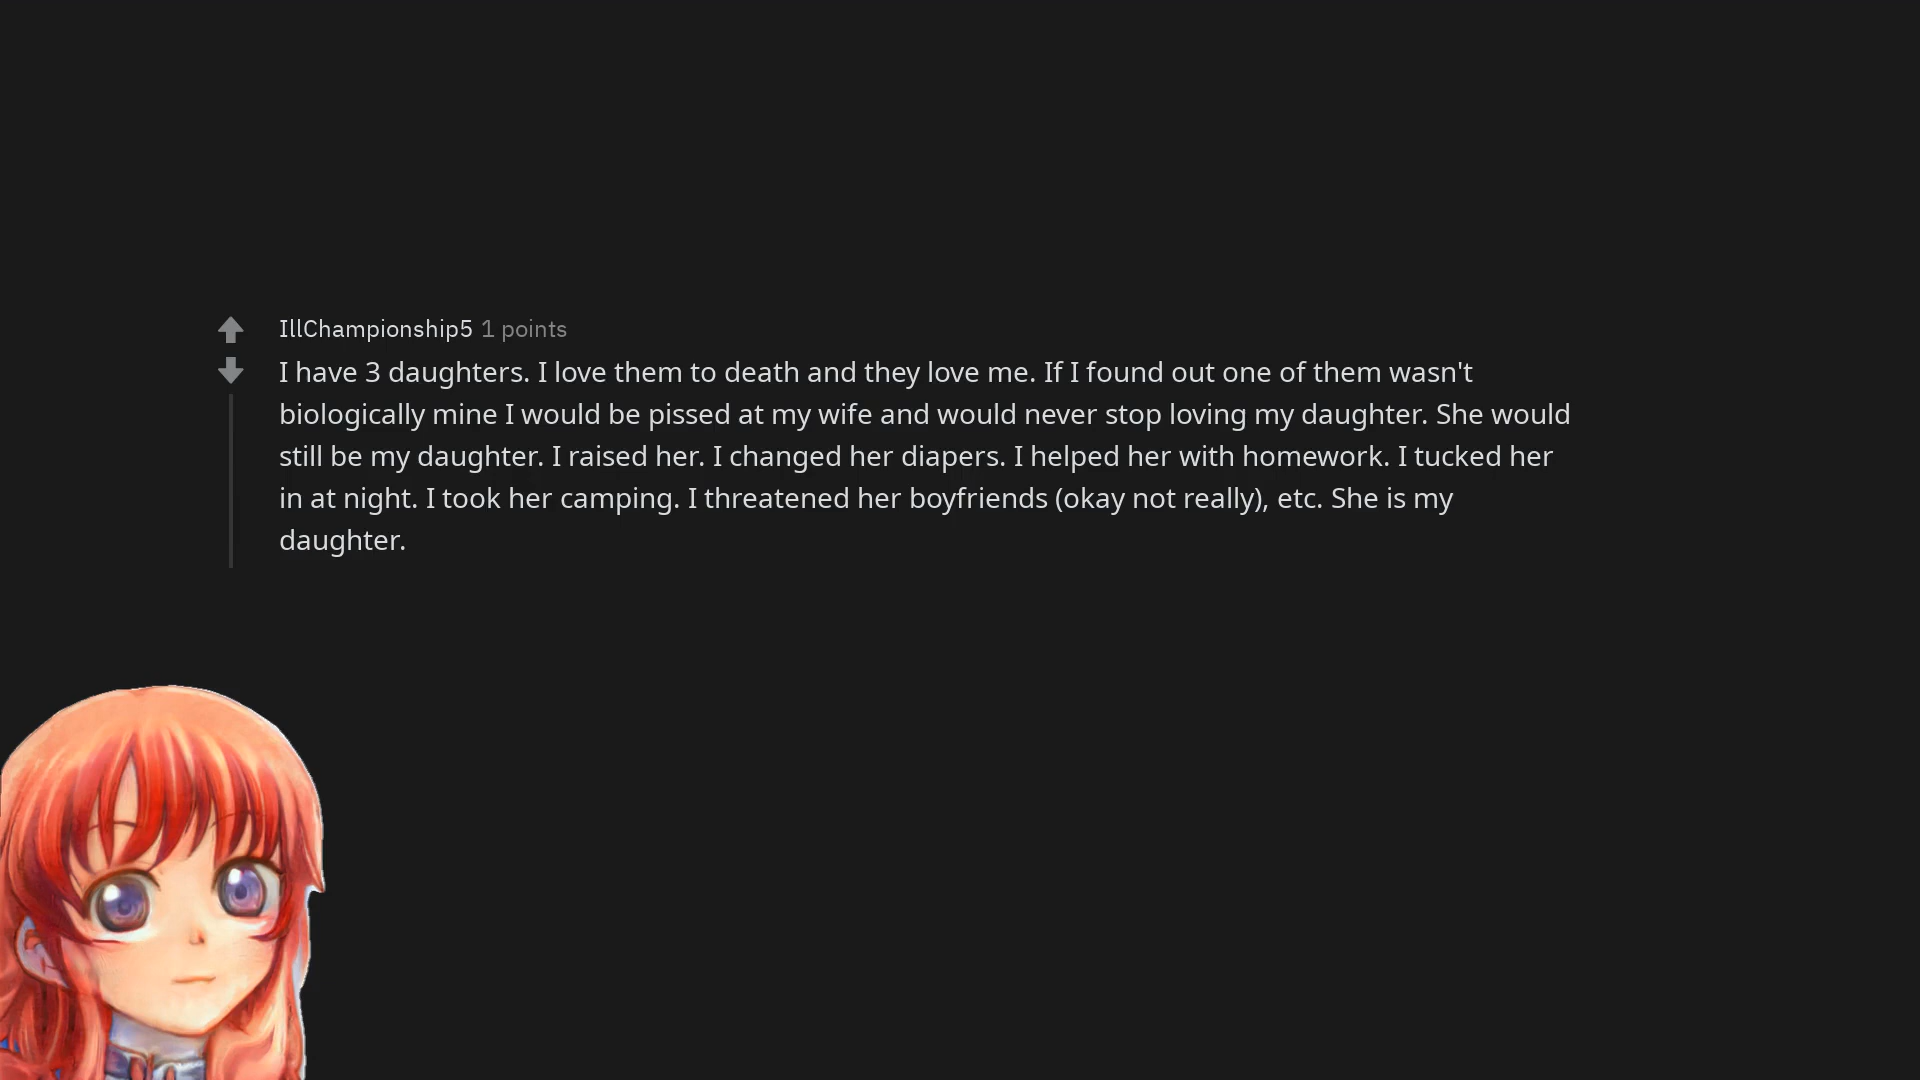 IllChampionship5 1 points
I have 3 daughters. I love them to death and they love me. If I found out one of them wasn't
biologically mine I would be pissed at my wife and would never stop loving my daughter. She would
still be my daughter. I raised her. I changed her diapers. I helped her with homework. I tucked her
in at night. I took her camping. I threatened her boyfriends (okay not really), etc. She is my
daughter.